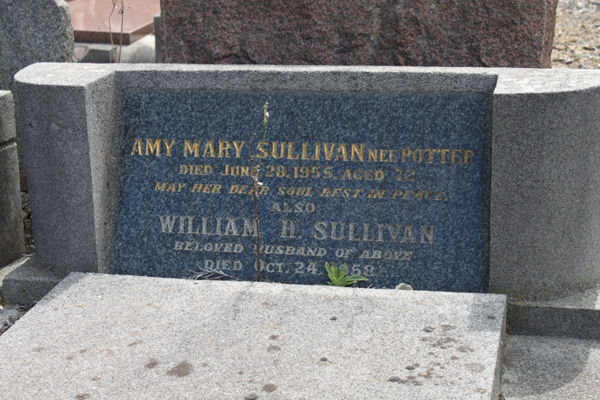 AMY MARY SULLIVAN NEE POTTER
DIED JUNE 28, 1955, AGED 72
MAY HER DEAR SOUL REST IN PEACE
ALSO
WILLIAM H. SULLIVAN
BELOVED HUSBAND OF ABOVE
DIED OCT. 24,